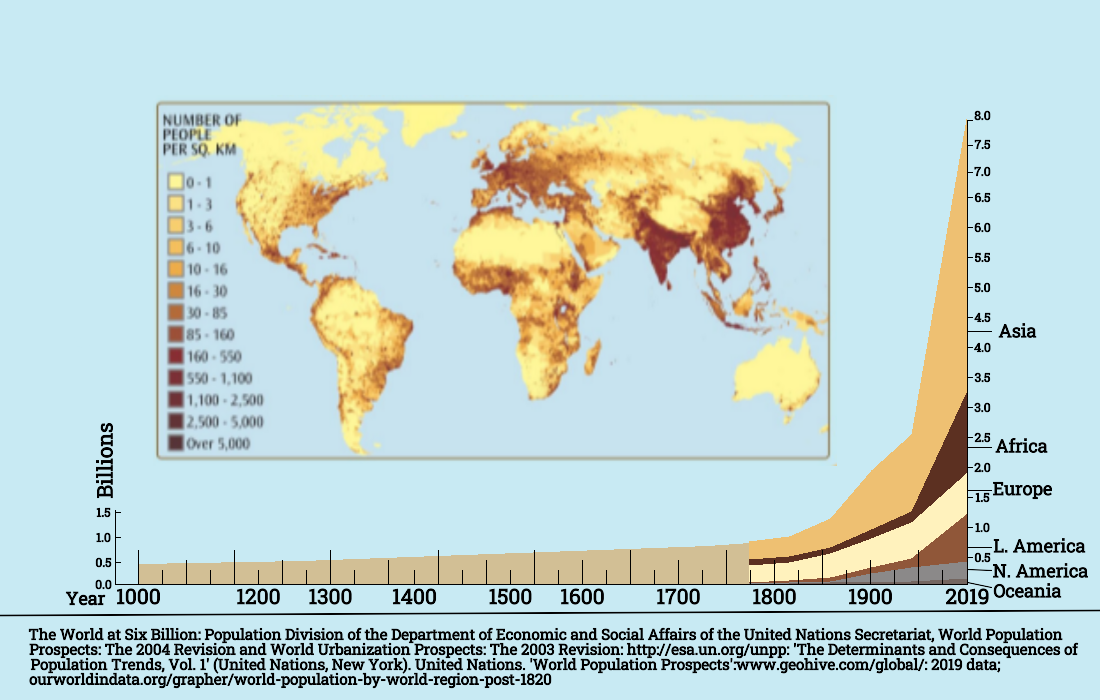 NUMBER OF
PEOPLE
PER SQ. KM
0 - 1
1 - 3
3 - 6
6 - 10
10 - 16
16 - 30
30 - 85
85 - 160
160 - 550
550 - 1,100
1,100 - 2,500
2,500 - 5,000
Over 5,000
8.0
7.5
7.0
6.5
6.0
5.5
5.0
4.5
Asia
4.0
3.5
3.0
2.5
Africa
2.0
Europe
1.5
1.0
L. America
0.5
N. America
Oceania
Billions
1.5
1.0
0.5
0.0
Year 1000 1200 1300 1400 1500 1600 1700 1800 1900 2019
The World at Six Billion: Population Division of the Department of Economic and Social Affairs of the United Nations Secretariat, World Population
Prospects: The 2004 Revision and World Urbanization Prospects: The 2003 Revision: http://esa.un.org/unpp: 'The Determinants and Consequences of
Population Trends, Vol. 1' (United Nations, New York). United Nations. 'World Population Prospects':www.geohive.com/global/: 2019 data;
ourworldindata.org/grapher/world-population-by-world-region-post-1820